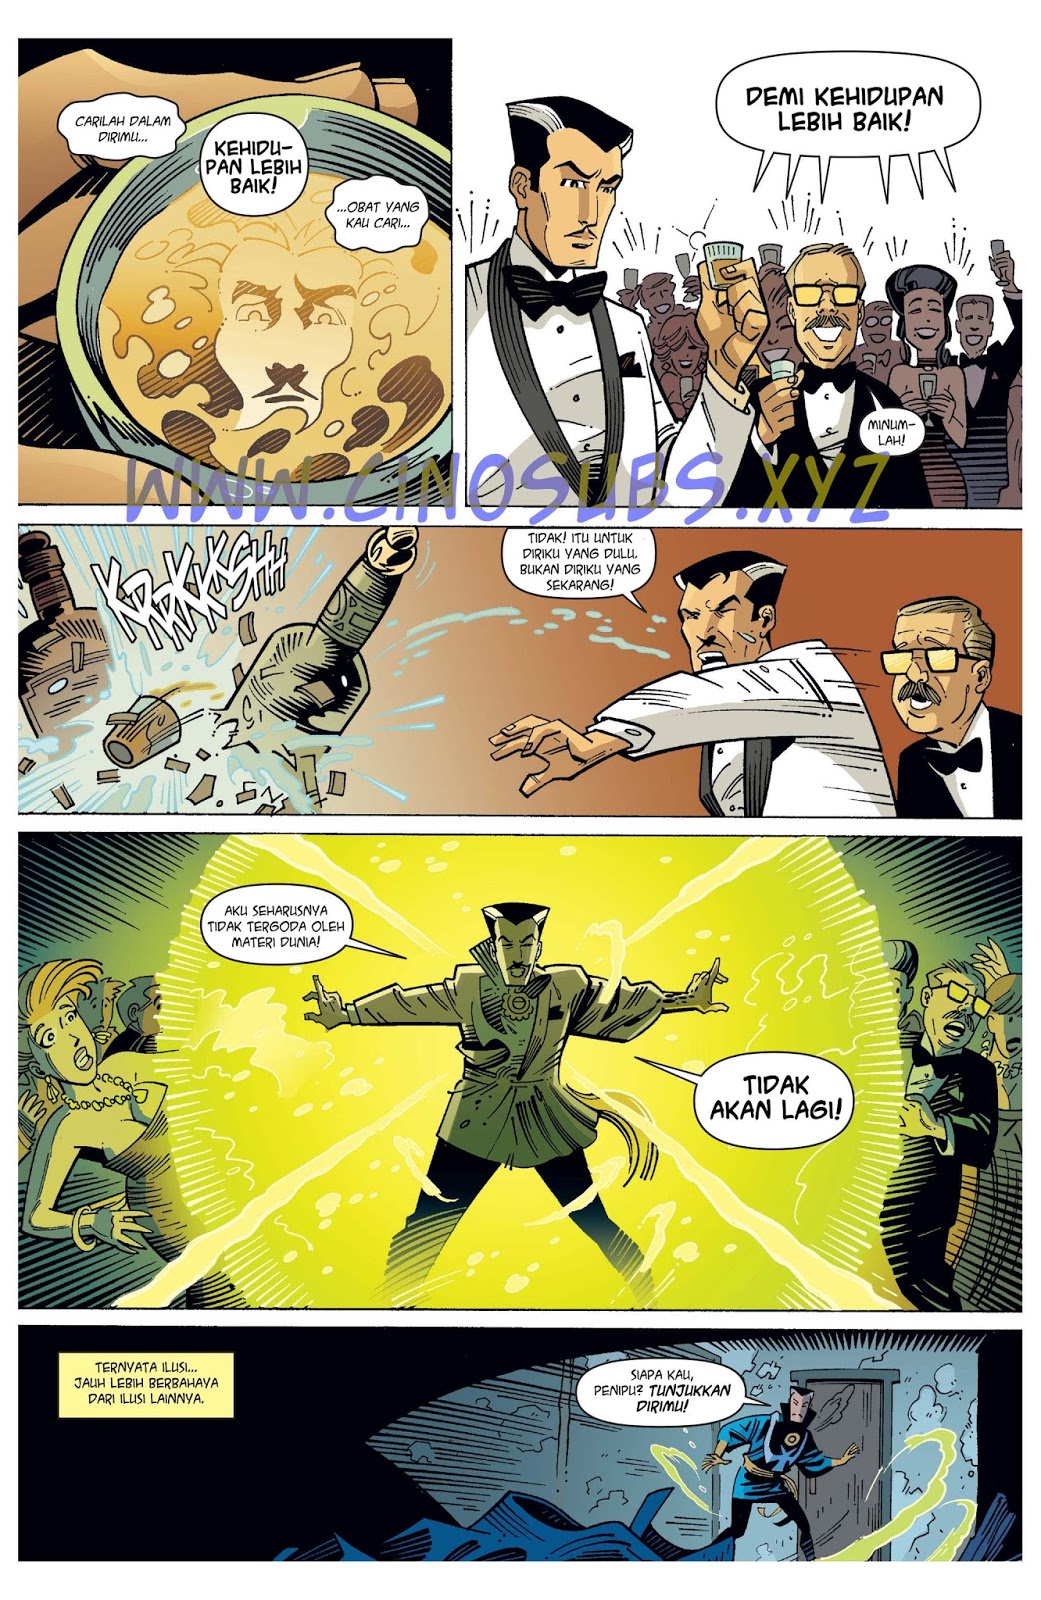 CARILAH DALAM
DIRIMU...
KEHIDU-
PAN LEBIH
BAIK!
...OBAT YANG
KAU CARI...
DEMI KEHIDUPAN
LEBIH BAIK!
MINUM-
LAH!
WWW.CINOSUBS.XYZ
KRRKKKSHH
TIDAK! ITU UNTUK
DIRIKU YANG DULU.
BUKAN DIRIKU YANG
SEKARANG!
AKU SEHARUSNYA
TIDAK TERGODA OLEH
MATERI DUNIA!
TIDAK
AKAN LAGI!
TERNYATA ILUSI...
JAUH LEBIH BERBAHAYA
DARI ILUSI LAINNYA.
SIAPA KAU,
PENIPU? TUNJUKKAN
DIRIMU!